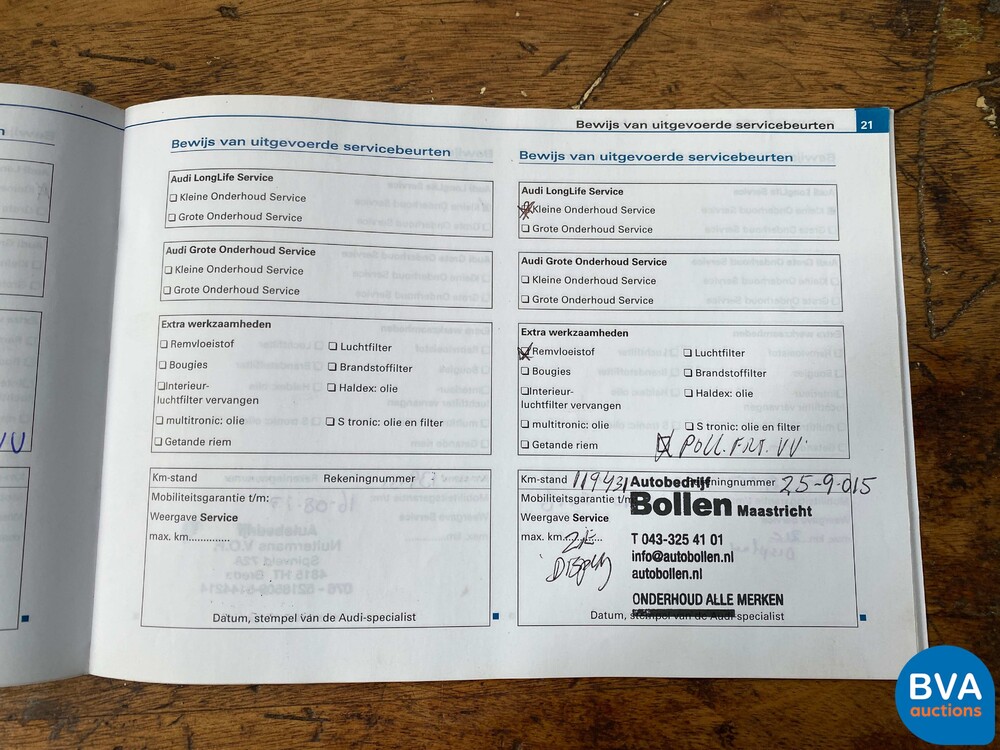 Bewijs van uitgevoerde servicebeurten 21
Bewijs van uitgevoerde servicebeurten
Audi LongLife Service
Kleine Onderhoud Service
Grote Onderhoud Service
Audi Grote Onderhoud Service
Kleine Onderhoud Service
Grote Onderhoud Service
Extra werkzaamheden
Remvloeistof
Luchtfilter
Bougies
Brandstoffilter
Interieur-
luchtfilter vervangen
Haldex: olie
multitronic: olie
S tronic: olie en filter
Getande riem
Km-stand Rekeningnummer
Mobiliteitsgarantie t/m:
Weergave Service
max. km..............
Datum, stempel van de Audi-specialist
Bewijs van uitgevoerde servicebeurten
Audi LongLife Service
Kleine Onderhoud Service
Grote Onderhoud Service
Audi Grote Onderhoud Service
Kleine Onderhoud Service
Grote Onderhoud Service
Extra werkzaamheden
Remvloeistof
Luchtfilter
Bougies
Brandstoffilter
Interieur-
luchtfilter vervangen
Haldex: olie
multitronic: olie
S tronic: olie en filter
Getande riem
POLL.FILT. VV
Km-stand 119431 Rekeningnummer 25-9-015
Mobiliteitsgarantie t/m
Weergave Service
max. km..............
ZIE
DISPLAY
Autobedrijf
Bollen Maastricht
T 043-325 41 01
info@autobollen.nl
autobollen.nl
ONDERHOUD ALLE MERKEN
Datum, stempel van de Audi-specialist
BVA
auctions